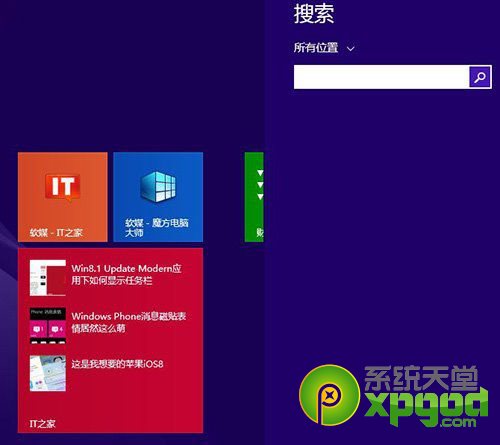 搜索
所有位置
IT
软媒 - IT之家
软媒 - 魔方电脑
大师
Win8.1 Update Modern应
用下如何显示任务栏
Windows Phone消息磁贴表
情居然这么萌
这是我想要的苹果iOS8
IT之家
系统天堂
xpgod.com